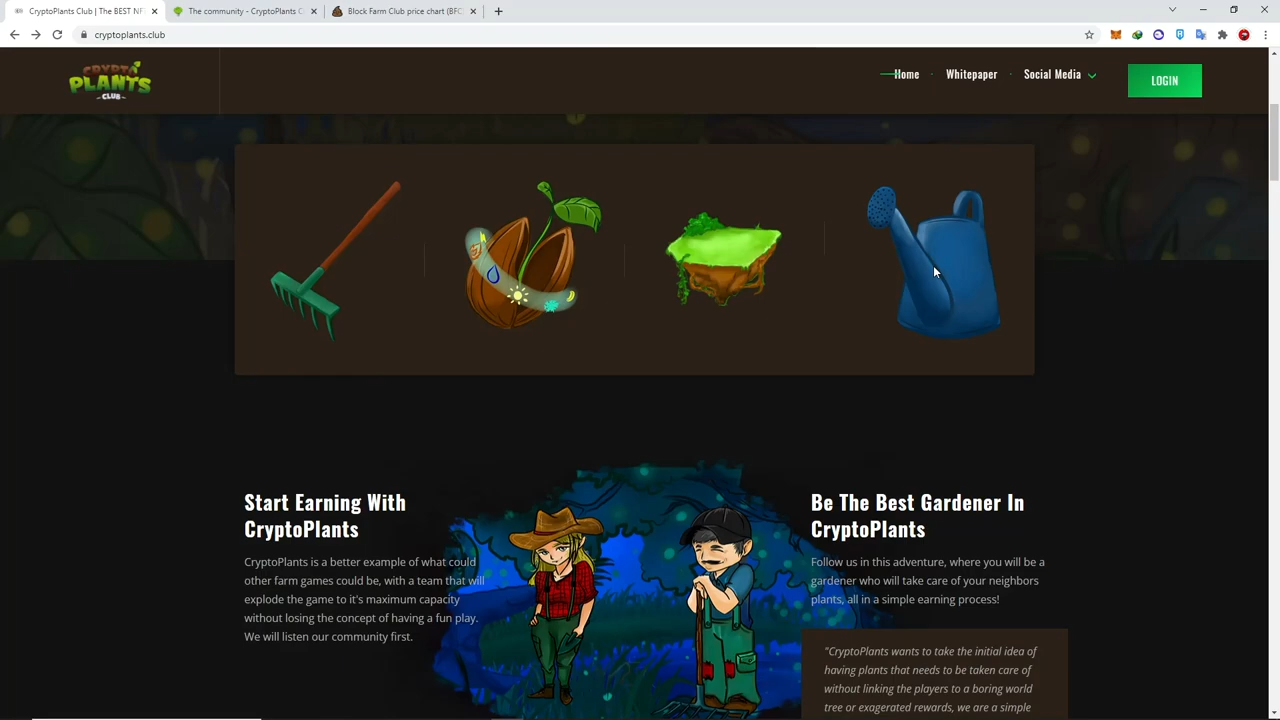 CryptoPlants Club | The BEST NF
The community - CryptoPlants C
Block Farm Club price chart (BFC
cryptoplants.club
CRYPTO
PLANTS
CLUB
Home
Whitepaper
Social Media
LOGIN
Start Earning With
CryptoPlants
CryptoPlants is a better example of what could
other farm games could be, with a team that will
explode the game to it's maximum capacity
without losing the concept of having a fun play.
We will listen our community first.
Be The Best Gardener In
CryptoPlants
Follow us in this adventure, where you will be a
gardener who will take care of your neighbors
plants, all in a simple earning process!
"CryptoPlants wants to take the initial idea of
having plants that needs to be taken care of
without linking the players to a boring world
tree or exagerated rewards, we are a simple